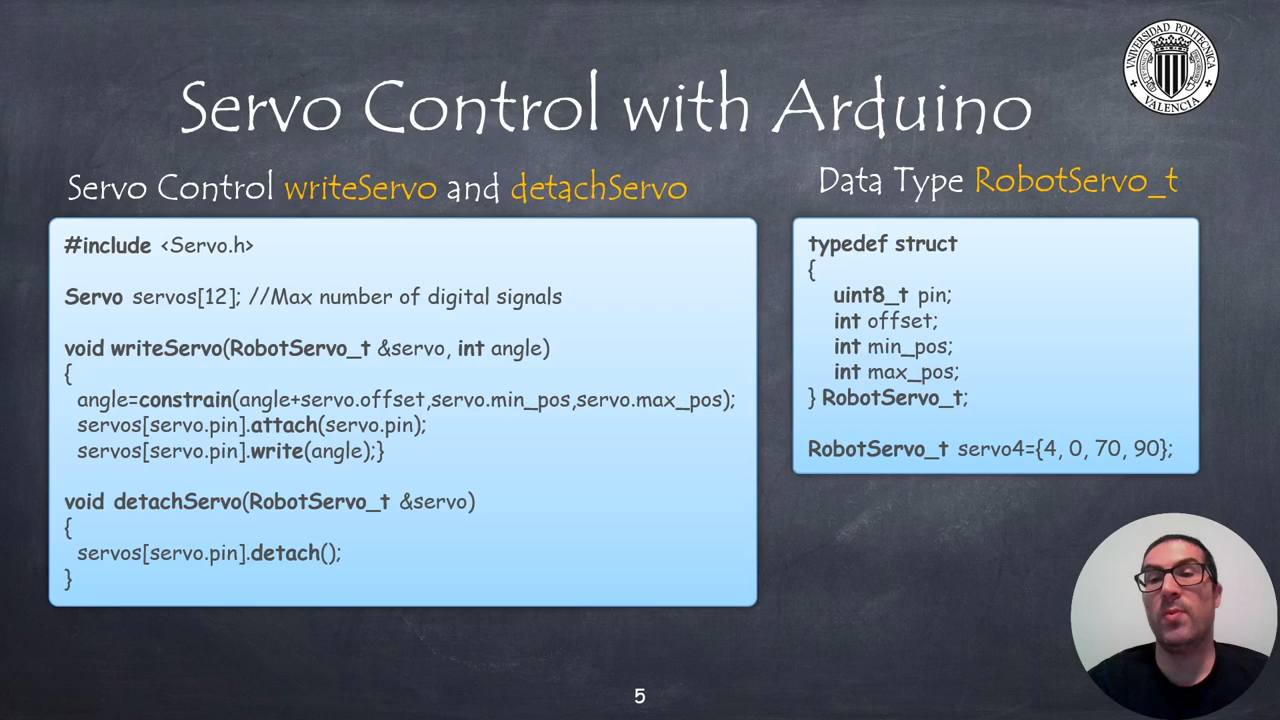 UNIVERSIDAD POLITECNICA
VALENCIA
Servo Control with Arduino
Servo Control writeServo and detachServo
#include <Servo.h>
Servo servos[12]; //Max number of digital signals
void writeServo(RobotServo_t &servo, int angle)
{
angle=constrain(angle+servo.offset,servo.min_pos,servo.max_pos);
servos[servo.pin].attach(servo.pin);
servos[servo.pin].write(angle);}
void detachServo(RobotServo_t &servo)
{
servos[servo.pin].detach();
}
Data Type RobotServo_t
typedef struct
{
uint8_t pin;
int offset;
int min_pos;
int max_pos;
} RobotServo_t;
RobotServo_t servo4={4, 0, 70, 90};
5